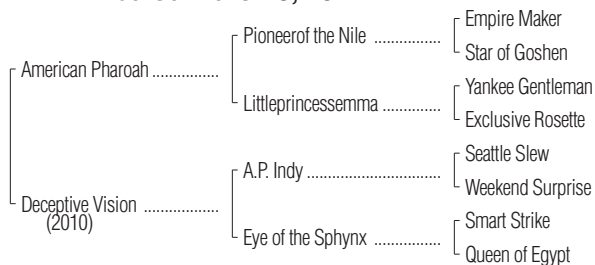 Empire Maker
Pioneerof the Nile ................
Star of Goshen
American Pharoah ................
Yankee Gentleman
Littleprincessemma ..............
Exclusive Rosette
Seattle Slew
A.P. Indy ................................
Weekend Surprise
Deceptive Vision ..................
(2010)
Smart Strike
Eye of the Sphynx ................
Queen of Egypt